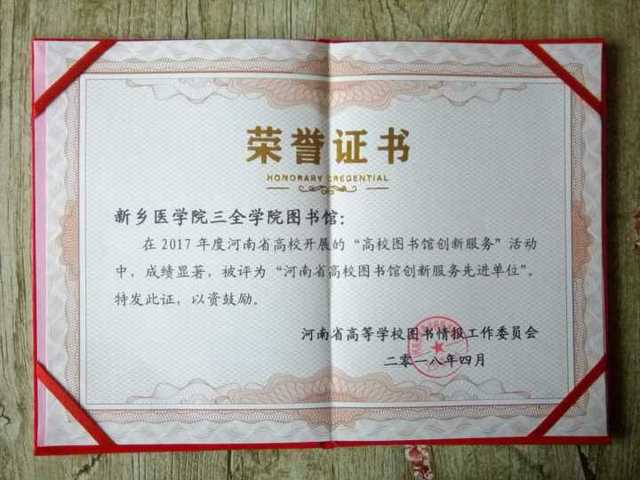 荣誉证书
HONORARY CREDENTIAL
新乡医学院三全学院图书馆：
在 2017 年度河南省高校开展的“高校图书馆创新服务”活动
中，成绩显著，被评为“河南省高校图书馆创新服务先进单位”。
特发此证，以资鼓励。
河南省高等学校图书情报工作委员会
二零一八年四月